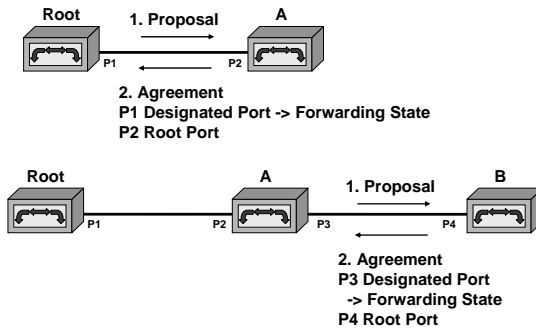 Root
1. Proposal
A
P1
P2
2. Agreement
P1 Designated Port -> Forwarding State
P2 Root Port
Root
A
1. Proposal
B
P1
P2
P3
P4
2. Agreement
P3 Designated Port
-> Forwarding State
P4 Root Port